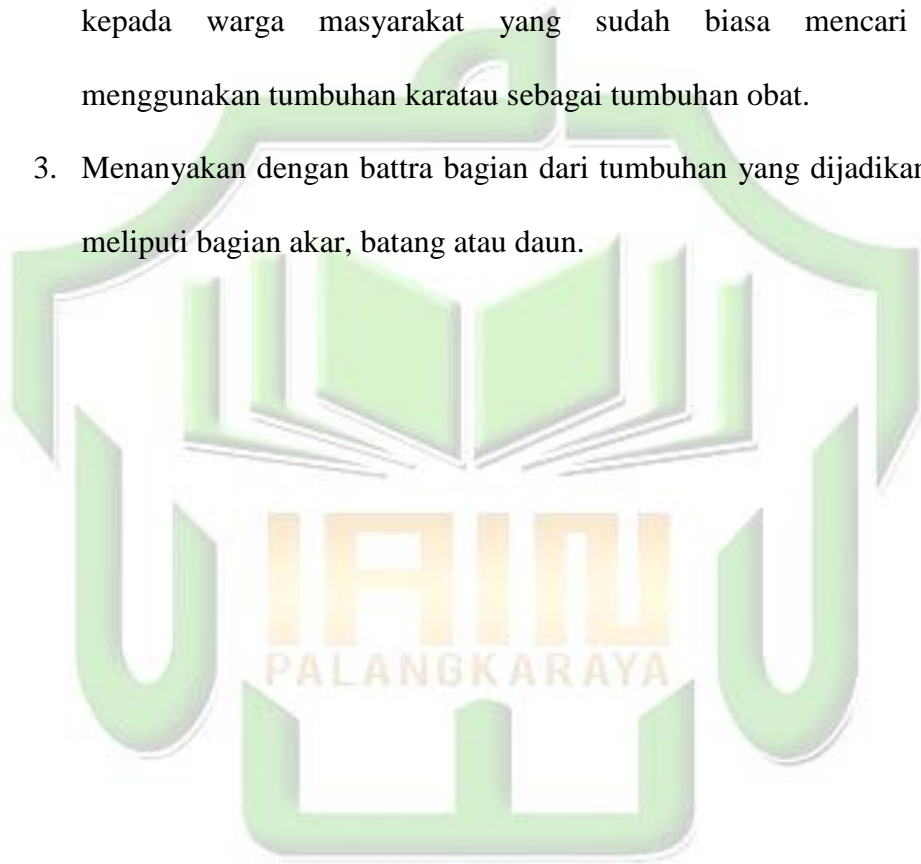 kepada warga masyarakat yang sudah biasa mencari
menggunakan tumbuhan karatau sebagai tumbuhan obat.
3. Menanyakan dengan battra bagian dari tumbuhan yang dijadikan
meliputi bagian akar, batang atau daun.
IAIN
PALANGKARAYA